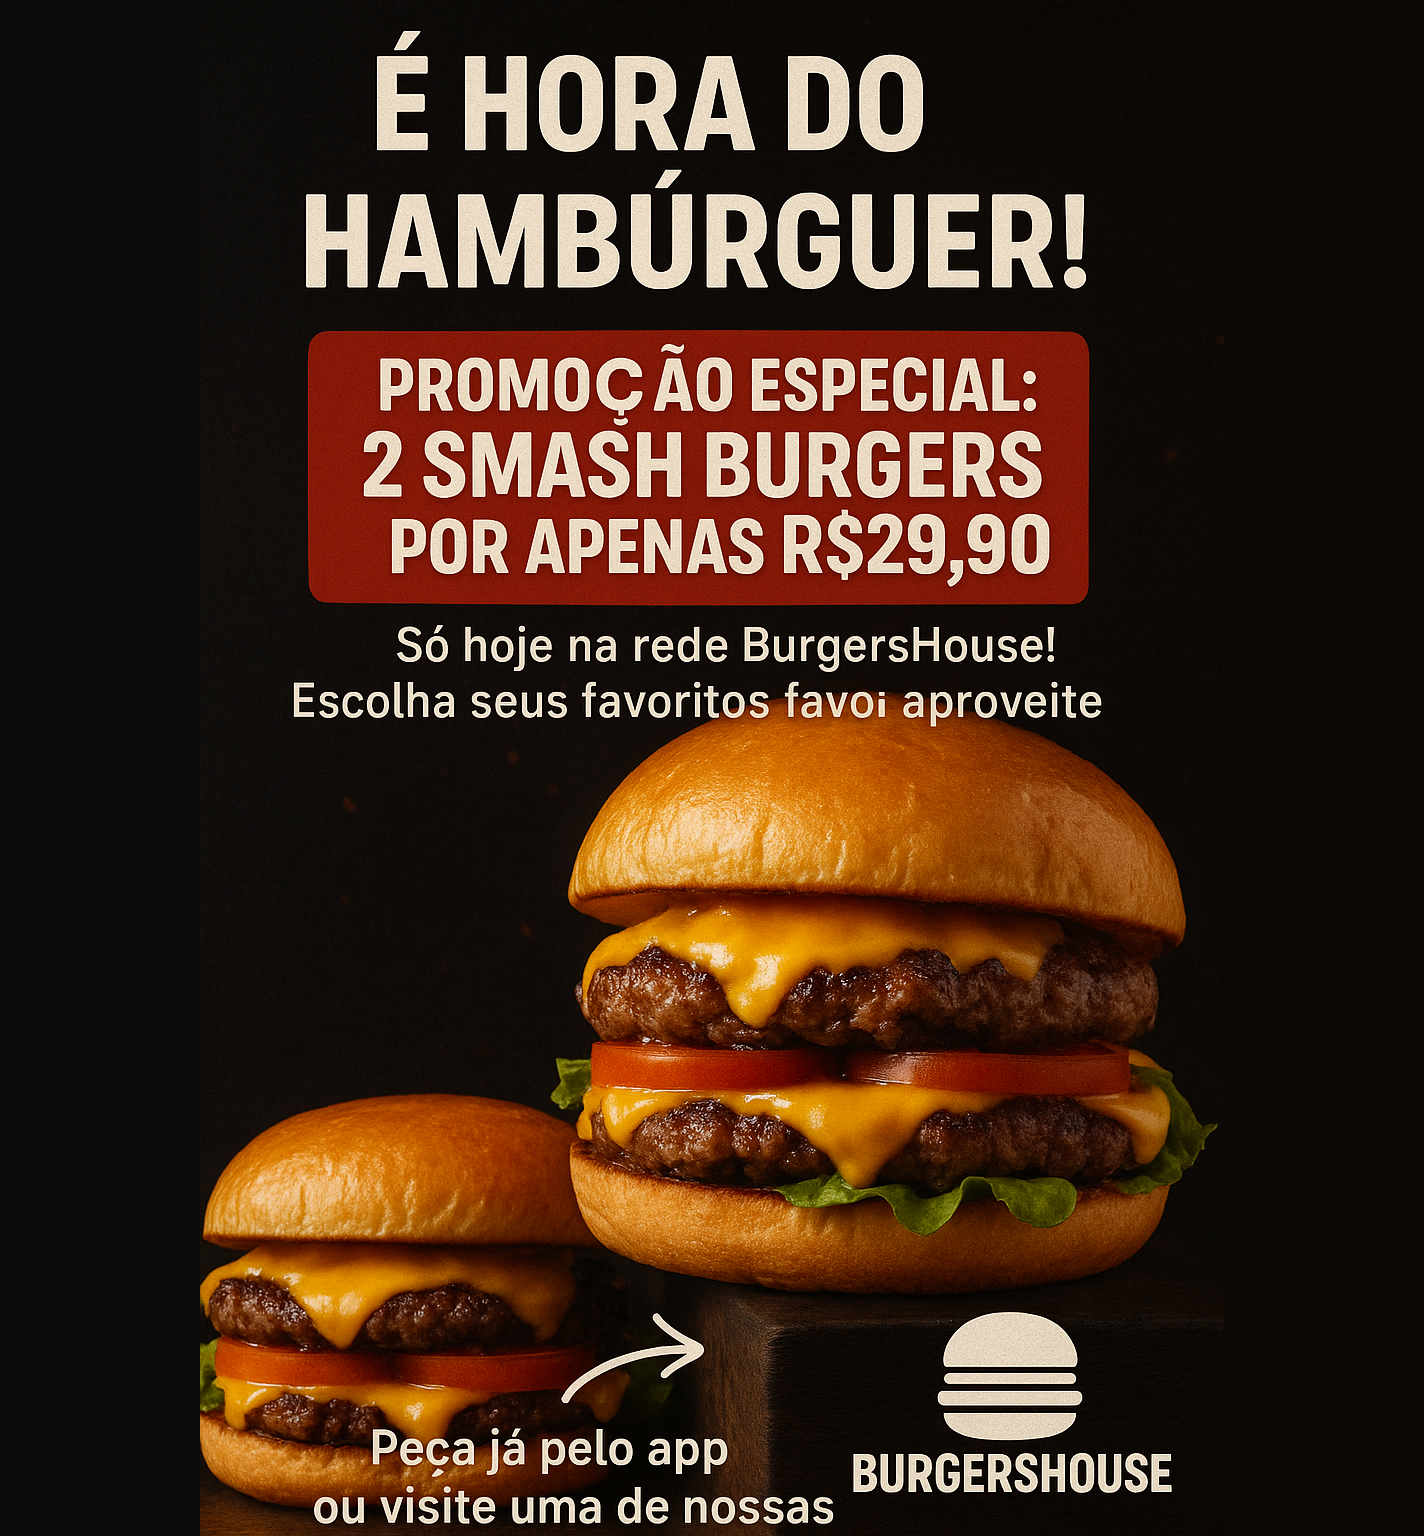 É HORA DO
HAMBÚRGUER!
PROMOÇÃO ESPECIAL:
2 SMASH BURGERS
POR APENAS R$29,90
Só hoje na rede BurgersHouse!
Escolha seus favoritos favoi aproveite
Peça já pelo app
ou visite uma de nossas
BURGERSHOUSE